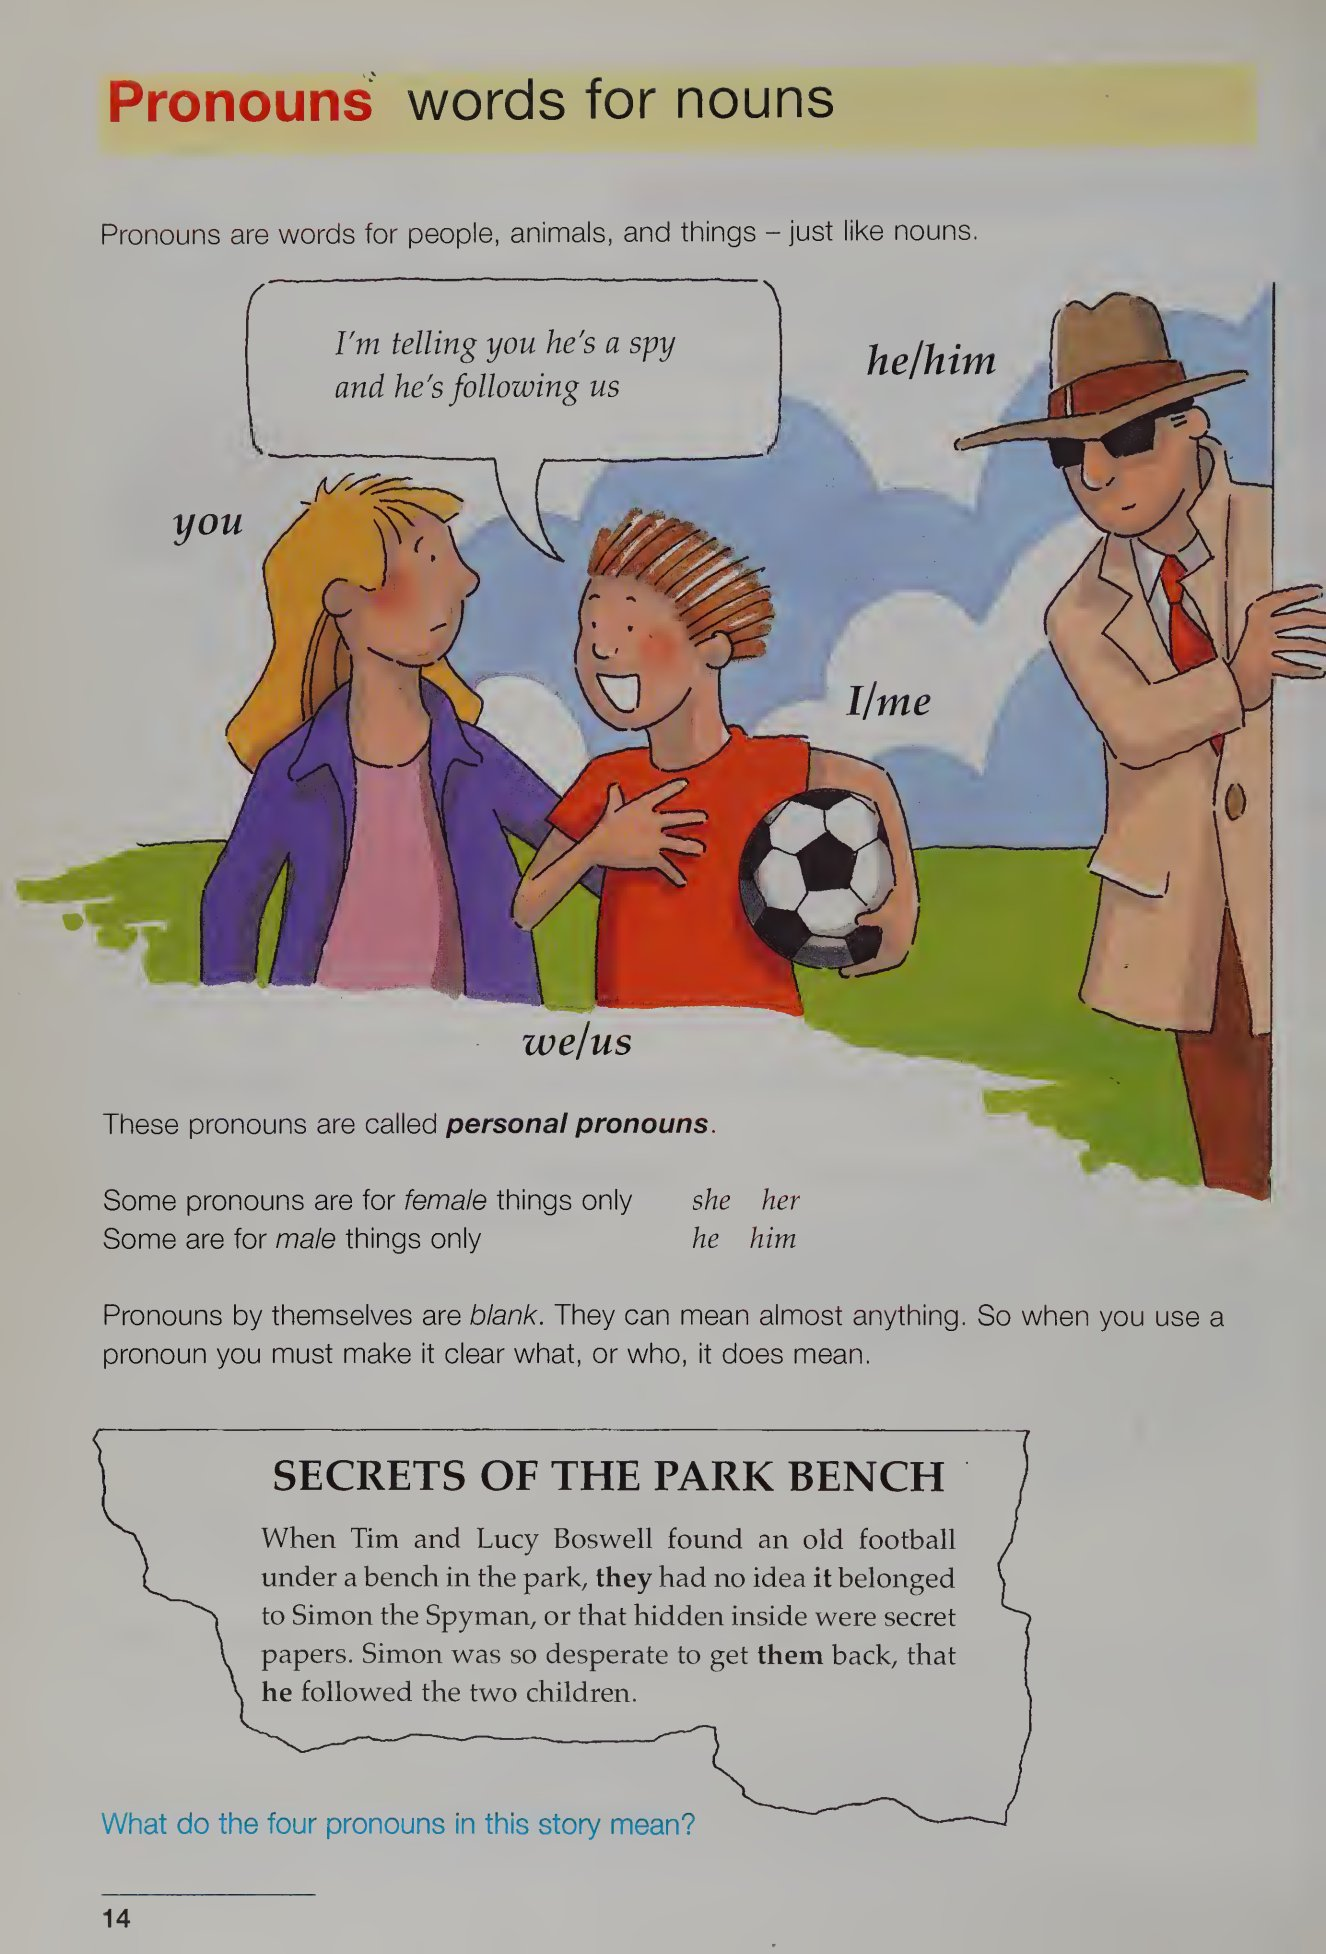 Pronouns words for nouns
Pronouns are words for people, animals, and things – just like nouns.
I'm telling you he's a spy
and he's following us
he/him
you
I/me
we/us
These pronouns are called personal pronouns.
Some pronouns are for female things only she her
Some are for male things only he him
Pronouns by themselves are blank. They can mean almost anything. So when you use a
pronoun you must make it clear what, or who, it does mean.
SECRETS OF THE PARK BENCH
When Tim and Lucy Boswell found an old football
under a bench in the park, they had no idea it belonged
to Simon the Spyman, or that hidden inside were secret
papers. Simon was so desperate to get them back, that
he followed the two children.
What do the four pronouns in this story mean?
14